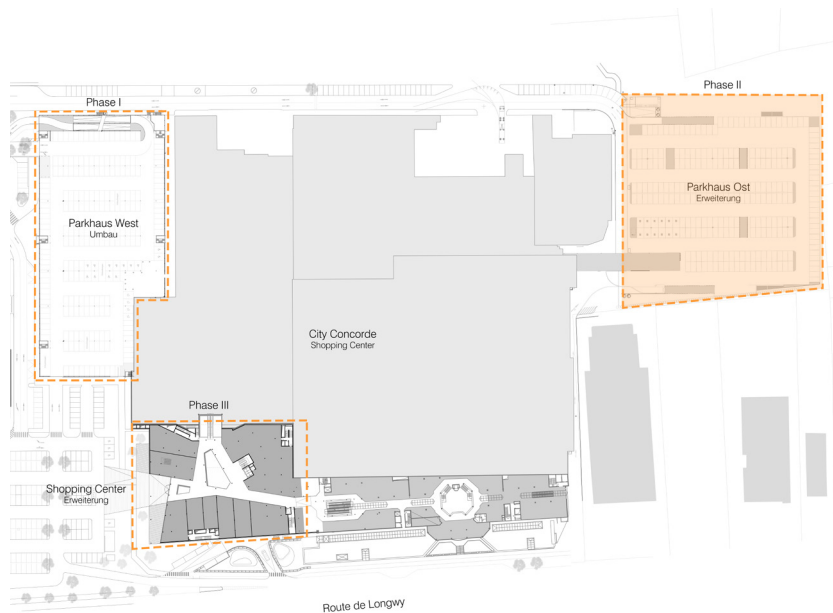 Phase II
Phase I
Parkhaus Ost
Erweiterung
Parkhaus West
Umbau
City Concorde
Shopping Center
Phase III
Shopping Center
Erweiterung
Route de Longwy